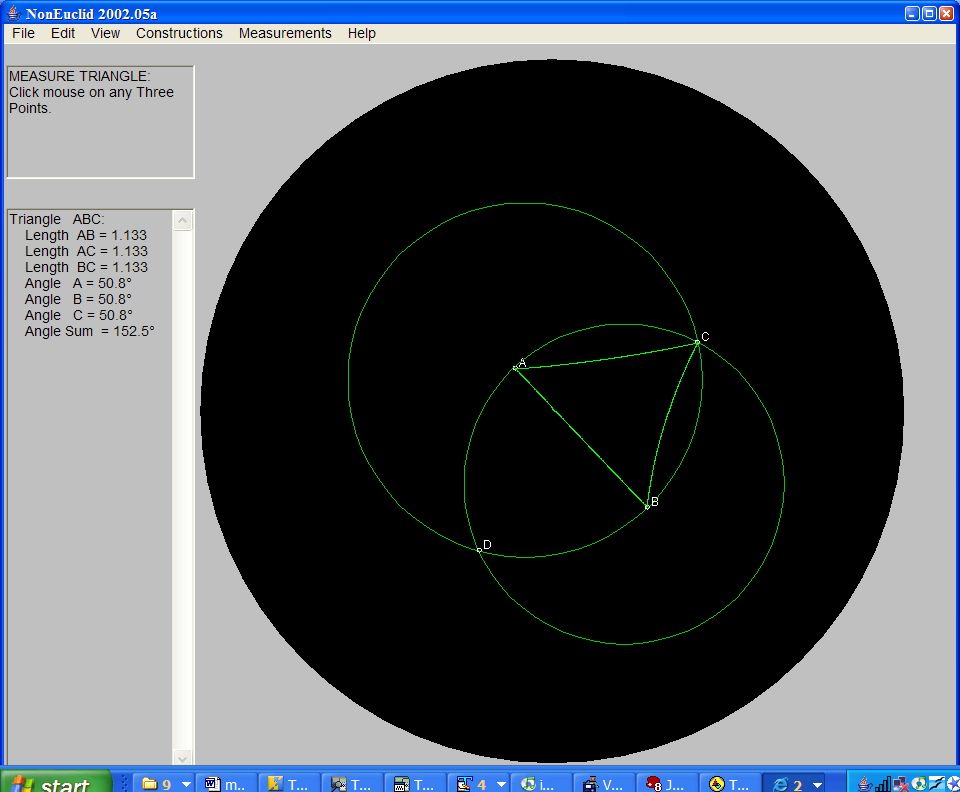 NonEuclid 2002.05a
File Edit View Constructions Measurements Help
MEASURE TRIANGLE:
Click mouse on any Three
Points.
Triangle ABC:
Length AB = 1.133
Length AC = 1.133
Length BC = 1.133
Angle A = 50.8°
Angle B = 50.8°
Angle C = 50.8°
Angle Sum = 152.5°
C
A
B
D
start 9 m.. T... T... T... 4 i... V... J... T... 2